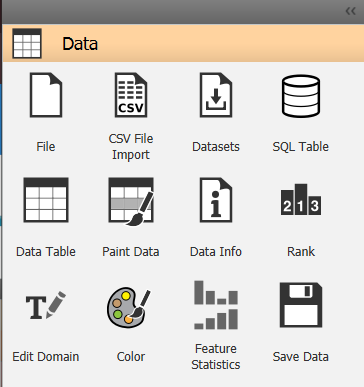 Data
File
CSV
CSV File
Import
Datasets
SQL Table
Data Table
Paint Data
i
Data Info
2 1 3
Rank
T
Edit Domain
Color
Feature
Statistics
Save Data